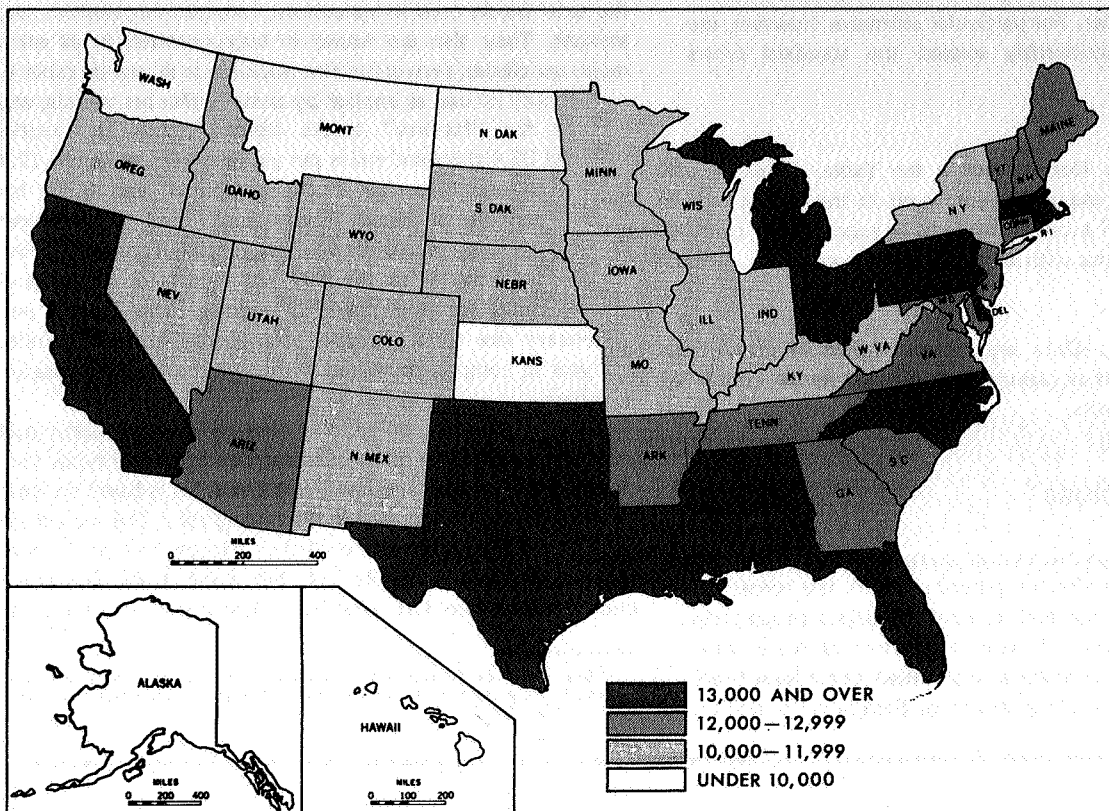 WASH
MONT
N DAK
MINN
OREG
IDAHO
WYO
S DAK
WIS
NEBR
IOWA
NEV
UTAH
COLO
KANS
MO
ILL
IND
W. VA
VA
KY
TENN
ARIZ
N MEX
ARK
GA
S C
MAINE
VT
N H
N Y
CONN
R I
N J
MD
DEL
MILES
0 200 400
ALASKA
MILES
0 200 400
HAWAII
MILES
0 100 200
13,000 AND OVER
12,000—12,999
10,000—11,999
UNDER 10,000